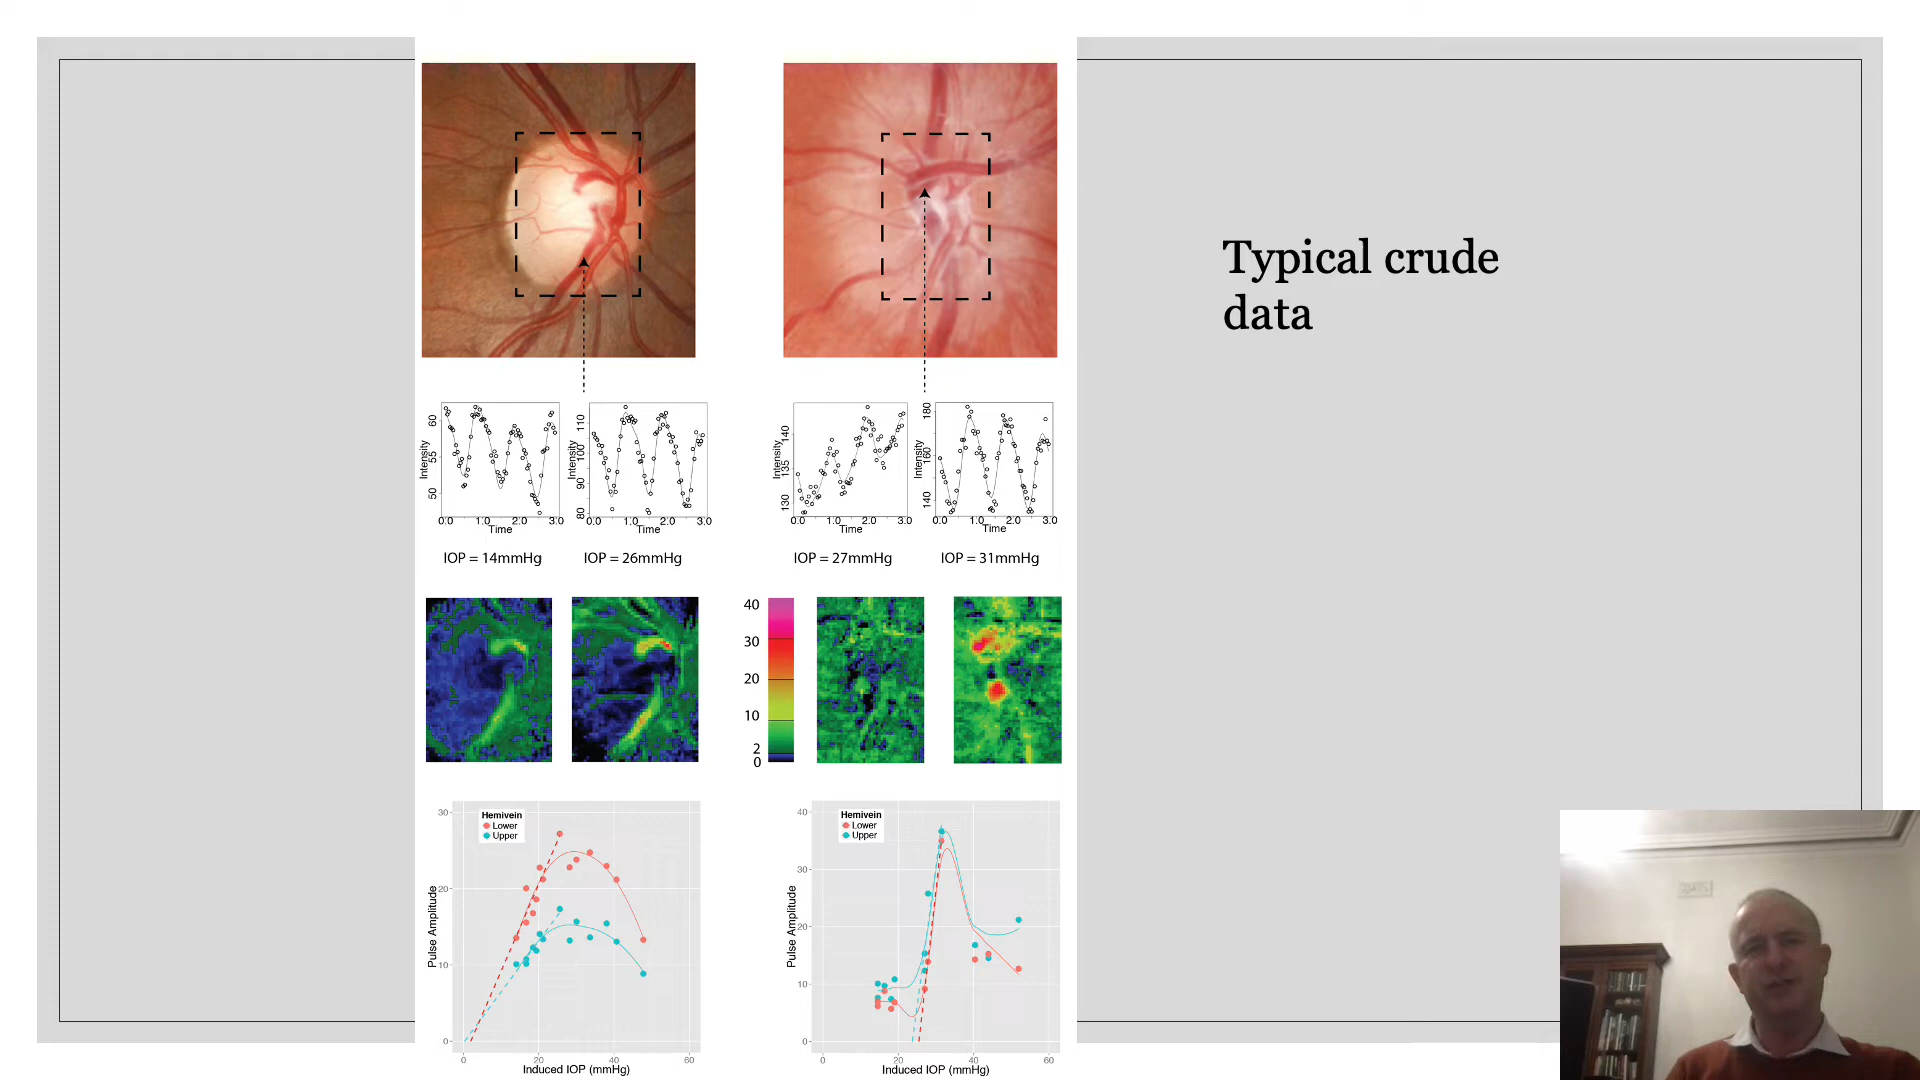 Typical crude
data
60
55
50
Intensity
0.0 1.0 2.0 3.0
Time
110
100
90
80
Intensity
0.0 1.0 2.0 3.0
Time
140
135
130
Intensity
0.0 1.0 2.0 3.0
Time
180
160
140
Intensity
0.0 1.0 2.0 3.0
Time
IOP = 14mmHg
IOP = 26mmHg
IOP = 27mmHg
IOP = 31mmHg
40
30
20
10
2
0
Hemivein
Lower
Upper
30
20
10
0
Pulse Amplitude
0 20 40 60
Induced IOP (mmHg)
Hemivein
Lower
Upper
40
30
20
10
0
Pulse Amplitude
0 20 40 60
Induced IOP (mmHg)